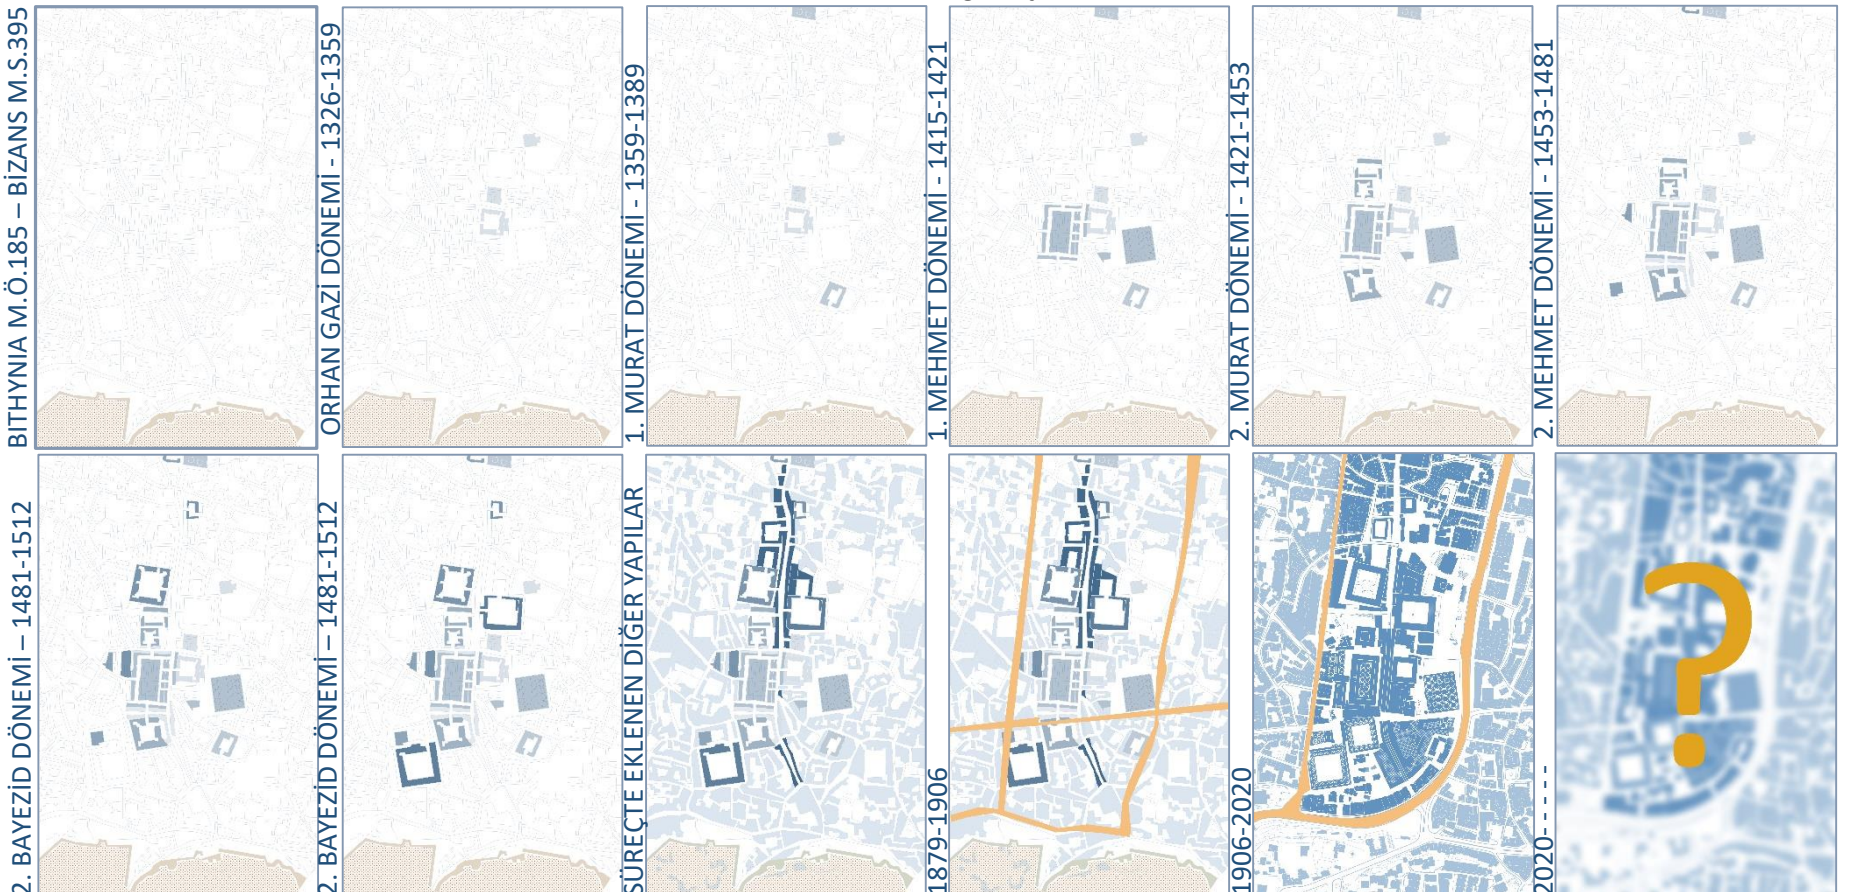 BITHYNIA M.Ö.185 – BİZANS M.S.395
ORHAN GAZİ DÖNEMİ - 1326-1359
1. MURAT DÖNEMİ - 1359-1389
1. MEHMET DÖNEMİ - 1415-1421
2. MURAT DÖNEMİ - 1421-1453
2. MEHMET DÖNEMİ - 1453-1481
2. BAYEZİD DÖNEMİ – 1481-1512
2. BAYEZİD DÖNEMİ – 1481-1512
SÜREÇTE EKLENEN DİĞER YAPILAR
1879-1906
1906-2020
2020- - - -
?